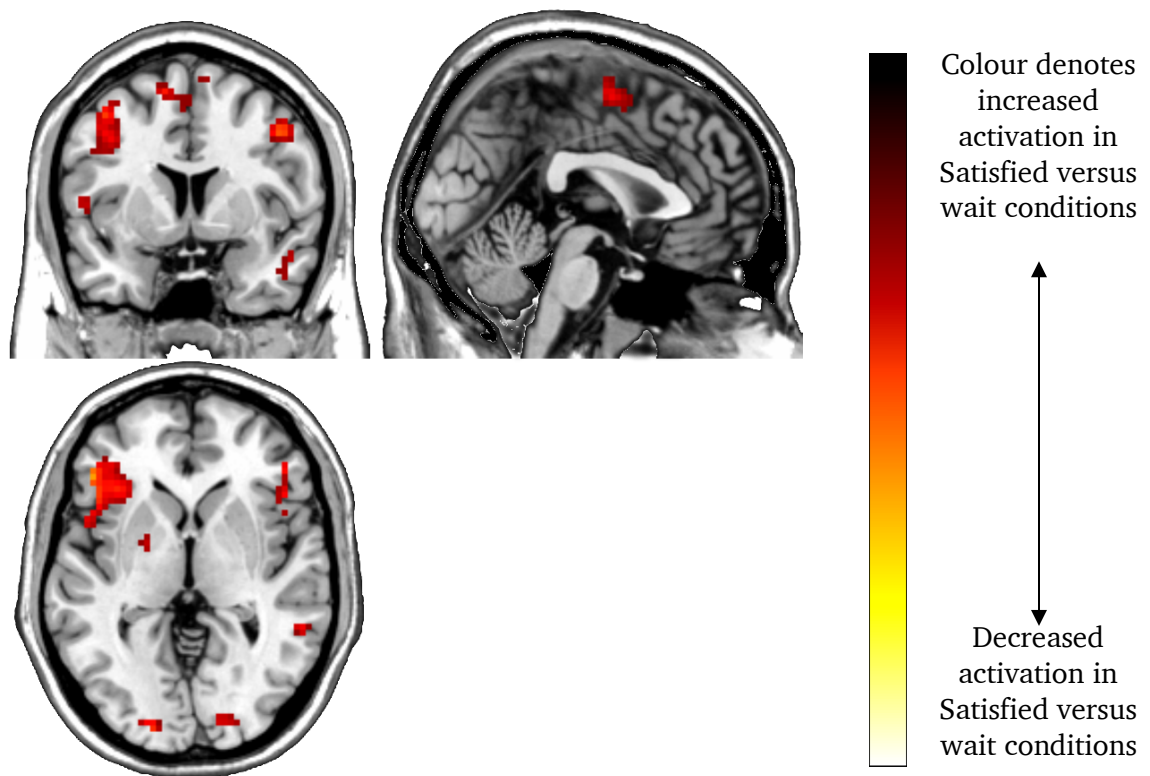 Colour denotes
increased
activation in
Satisfied versus
wait conditions
Decreased
activation in
Satisfied versus
wait conditions